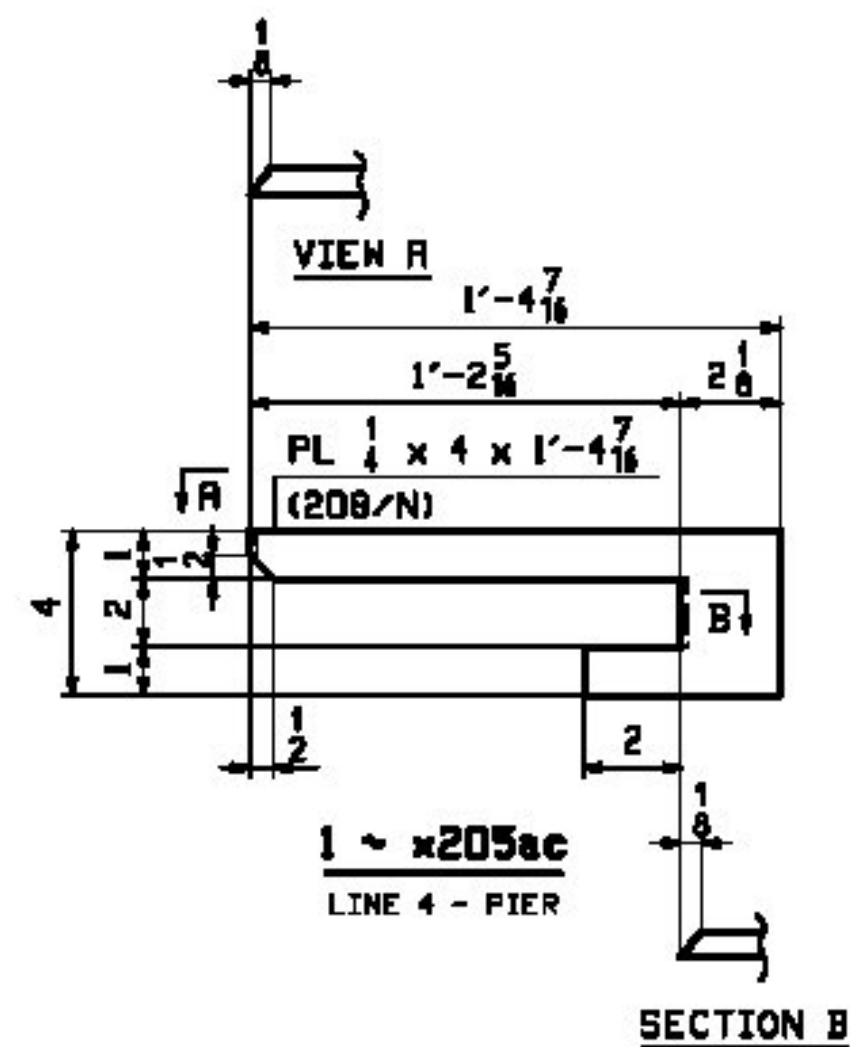 1/8
VIEW A
1'-4 7/16
1'-2 5/16
2 1/8
PL 1/4 x 4 x 1'-4 7/16
A
(208/N)
4
1
1/2
2
B
1
1/2
2
1/8
1 ~ x205ac
LINE 4 - PIER
SECTION B